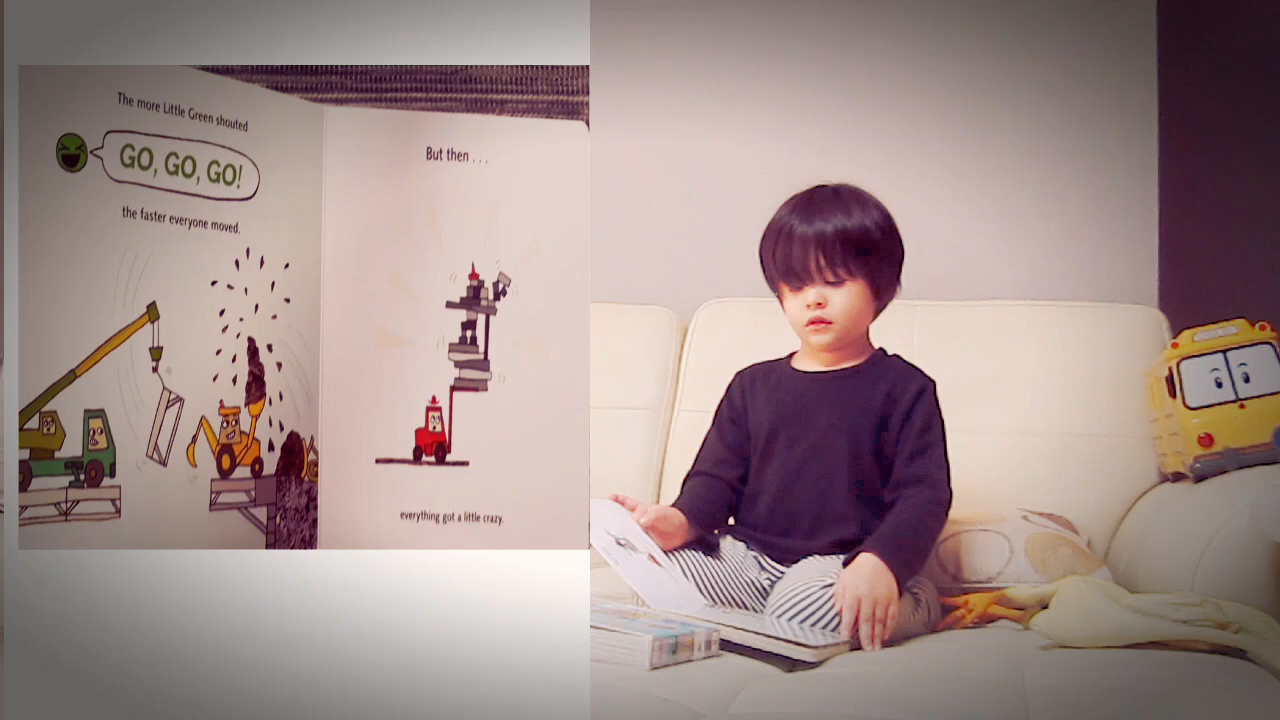 The more Little Green shouted
GO, GO, GO!
the faster everyone moved.
But then . . .
everything got a little crazy.